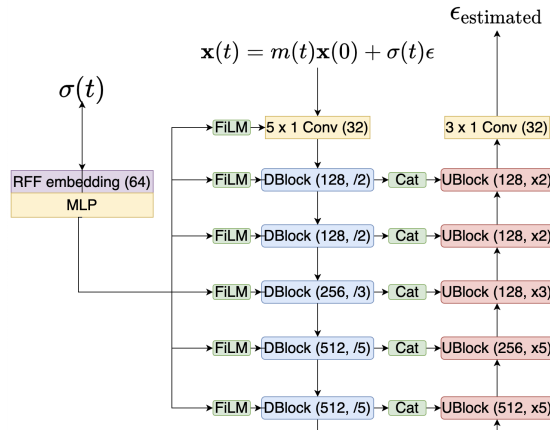 ϵ_estimated
x(t) = m(t)x(0) + σ(t)ϵ
σ(t)
FiLM 5 x 1 Conv (32) 3 x 1 Conv (32)
RFF embedding (64)
MLP
FiLM DBlock (128, /2) Cat UBlock (128, x2)
FiLM DBlock (128, /2) Cat UBlock (128, x2)
FiLM DBlock (256, /3) Cat UBlock (128, x3)
FiLM DBlock (512, /5) Cat UBlock (256, x5)
FiLM DBlock (512, /5) Cat UBlock (512, x5)